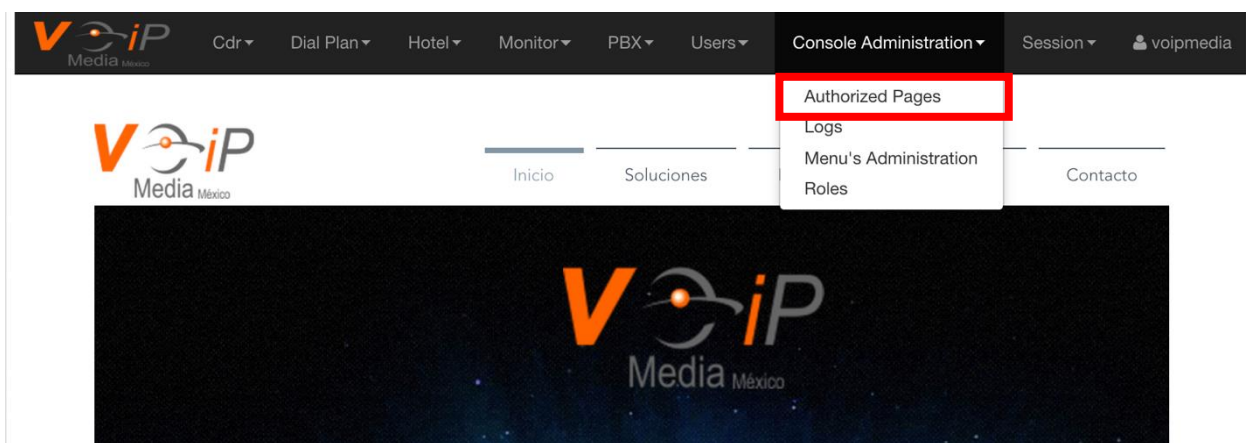 VOiP
Media México
Cdr Dial Plan Hotel Monitor PBX Users Console Administration Session voipmedia
Authorized Pages
Logs
Menu's Administration
Roles
VOiP
Media México
Inicio Soluciones Contacto
VOiP
Media México